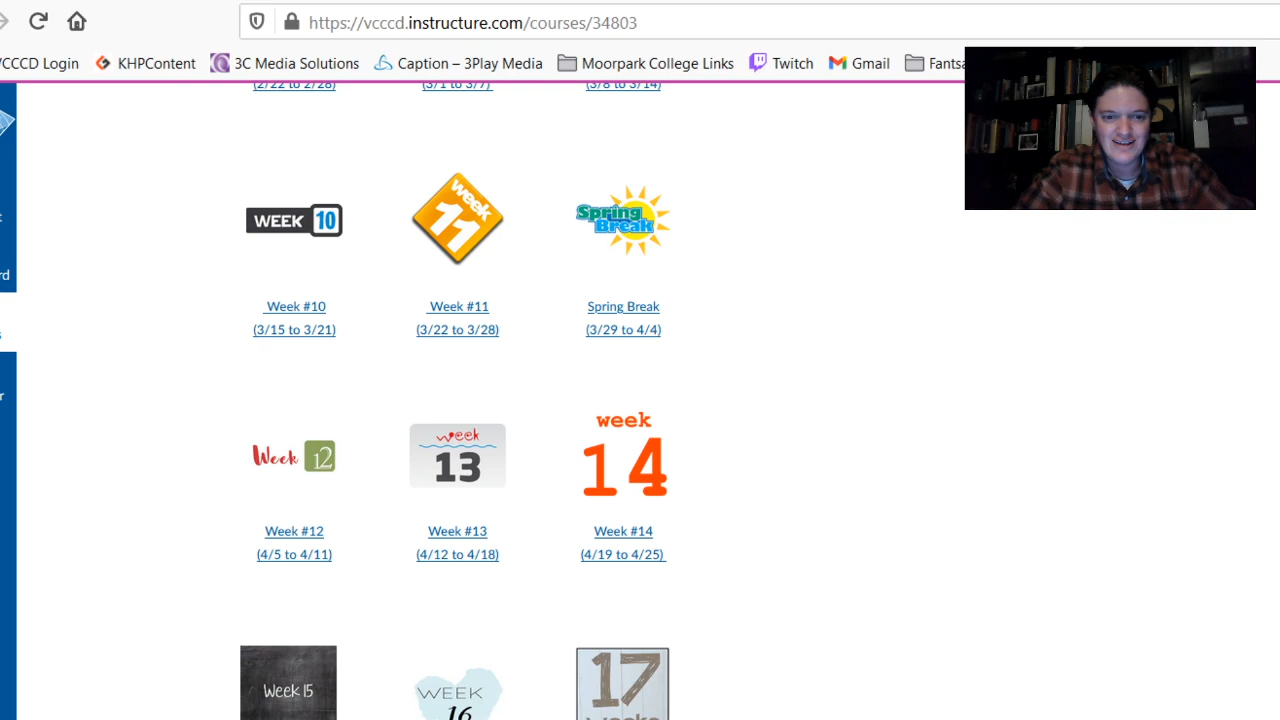 https://vcccd.instructure.com/courses/34803
VCCCD Login KHPContent 3C Media Solutions Caption – 3Play Media Moorpark College Links Twitch Gmail Fantsa
(2/22 to 2/28) (3/1 to 3/7) (3/8 to 3/14)
WEEK 10
week
11
Spring
Break
Week #10 Week #11 Spring Break
(3/15 to 3/21) (3/22 to 3/28) (3/29 to 4/4)
Week 12
week
13
week
14
Week #12 Week #13 Week #14
(4/5 to 4/11) (4/12 to 4/18) (4/19 to 4/25)
Week 15
WEEK
16
17
weeks